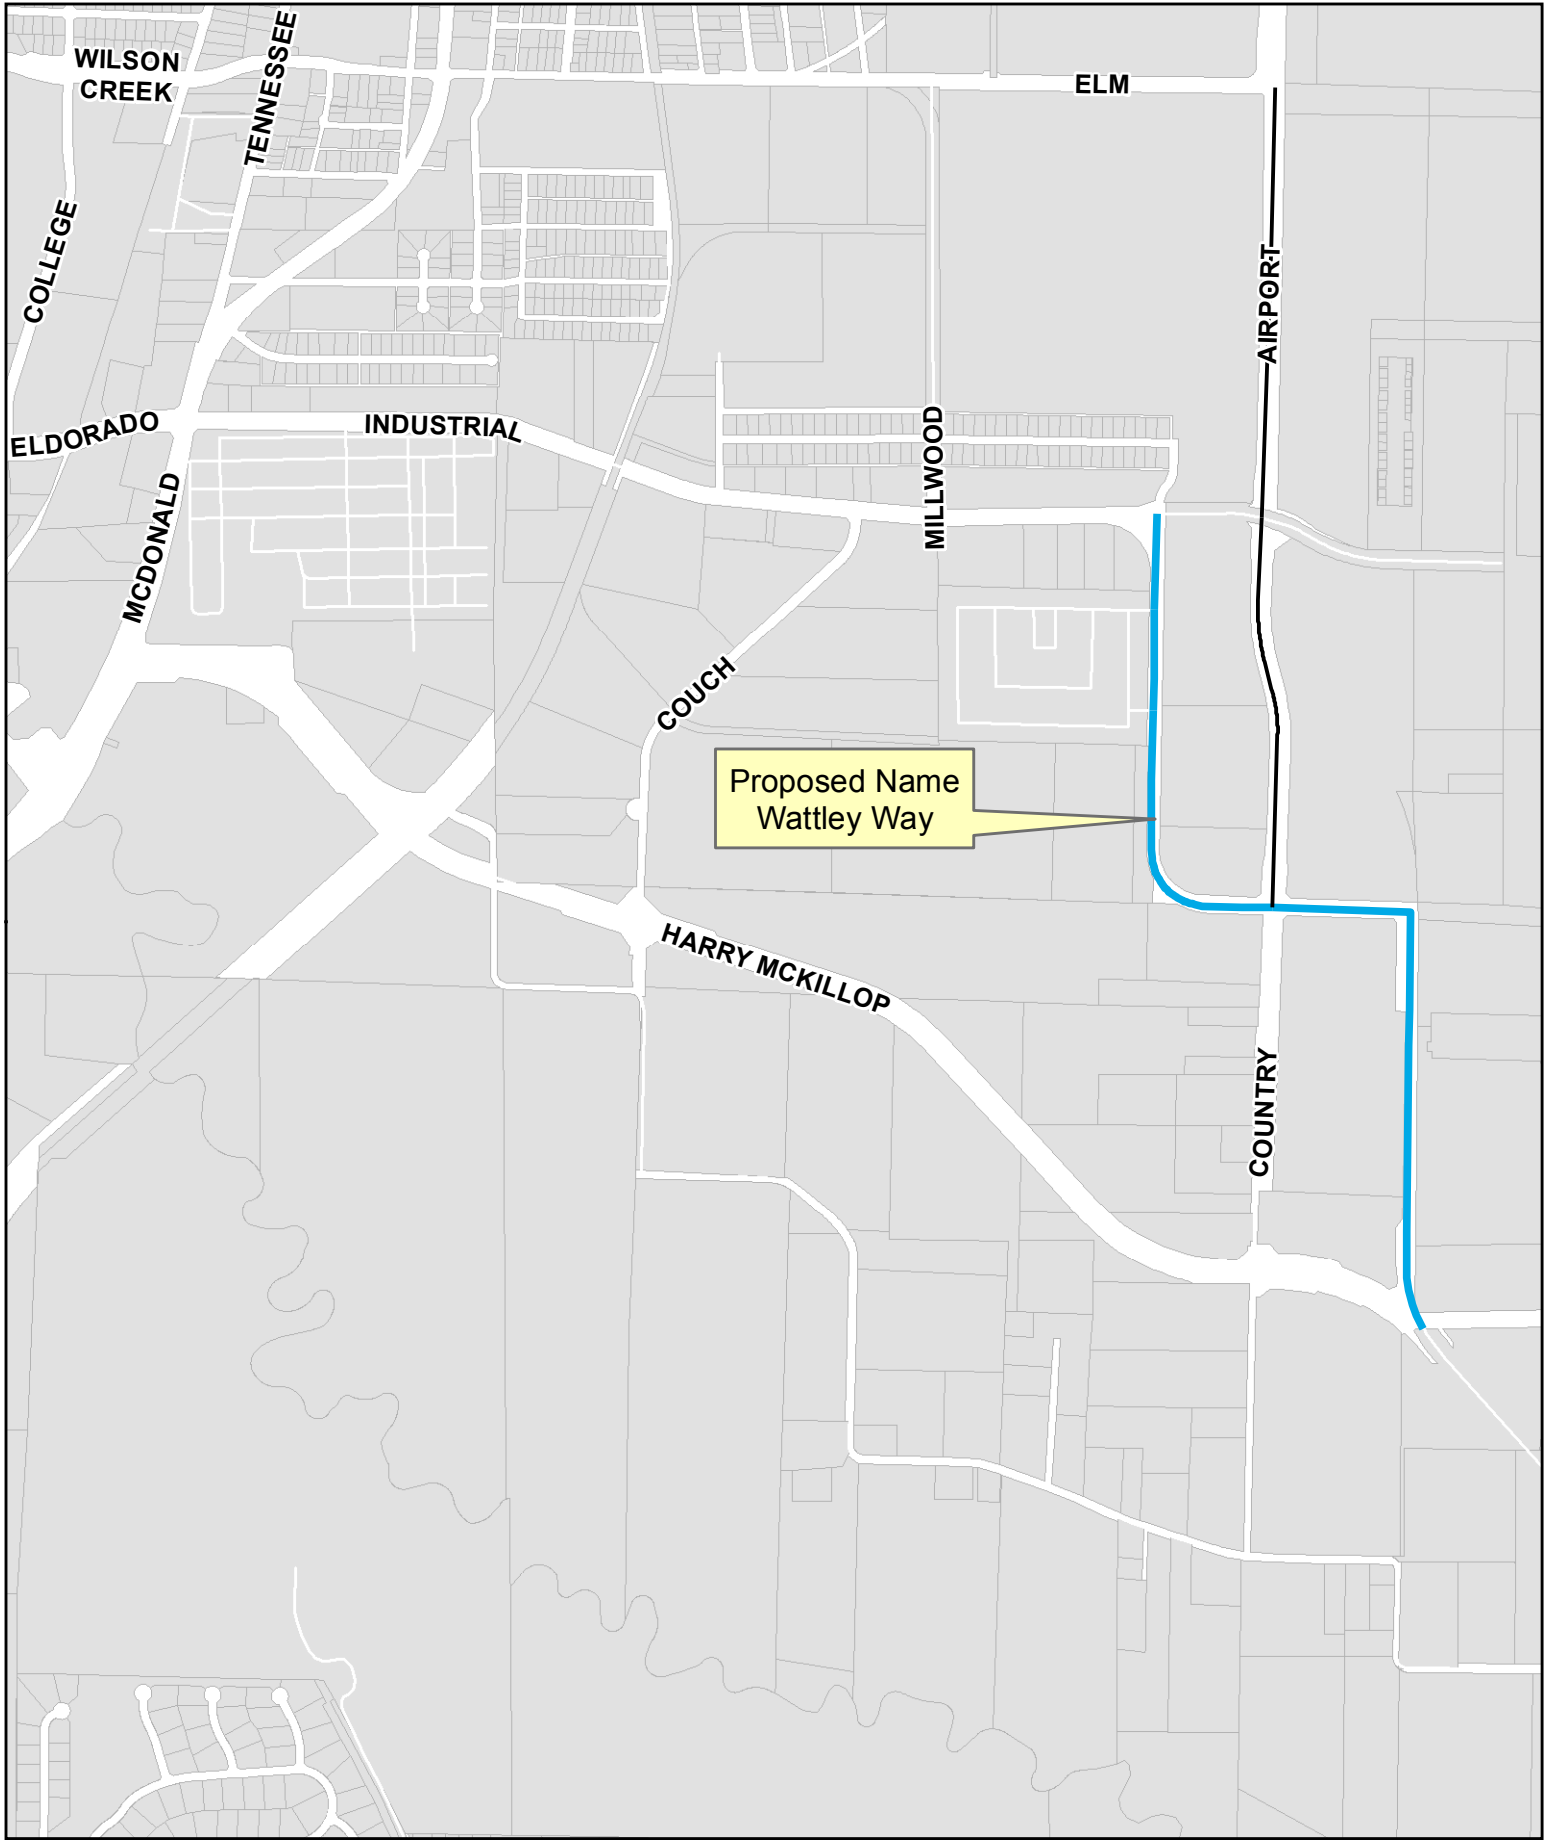 WILSON
CREEK
TENNESSEE
ELM
COLLEGE
AIRPORT
ELDORADO
INDUSTRIAL
MILLWOOD
MCDONALD
COUCH
Proposed Name
Wattley Way
HARRY MCKILLOP
COUNTRY